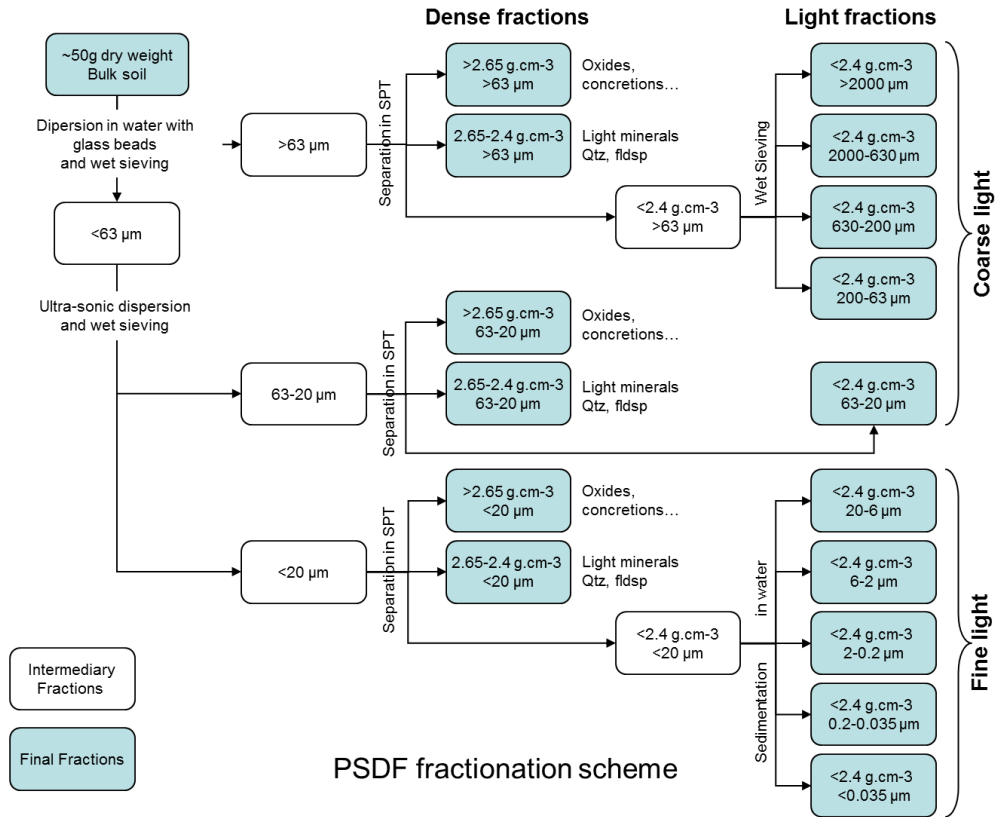 Dense fractions
Light fractions
~50g dry weight
Bulk soil
Dipersion in water with
glass beads
and wet sieving
>63 µm
Separation in SPT
>2.65 g.cm-3
>63 µm
Oxides,
concretions…
2.65-2.4 g.cm-3
>63 µm
Light minerals
Qtz, fldsp
<2.4 g.cm-3
>63 µm
Wet Sieving
<2.4 g.cm-3
>2000 µm
<2.4 g.cm-3
2000-630 µm
<2.4 g.cm-3
630-200 µm
<2.4 g.cm-3
200-63 µm
Coarse light
<63 µm
Ultra-sonic dispersion
and wet sieving
63-20 µm
Separation in SPT
>2.65 g.cm-3
63-20 µm
Oxides,
concretions…
2.65-2.4 g.cm-3
63-20 µm
Light minerals
Qtz, fldsp
<2.4 g.cm-3
63-20 µm
<20 µm
Separation in SPT
>2.65 g.cm-3
<20 µm
Oxides,
concretions…
2.65-2.4 g.cm-3
<20 µm
Light minerals
Qtz, fldsp
<2.4 g.cm-3
<20 µm
Sedimentation in water
<2.4 g.cm-3
20-6 µm
<2.4 g.cm-3
6-2 µm
<2.4 g.cm-3
2-0.2 µm
<2.4 g.cm-3
0.2-0.035 µm
<2.4 g.cm-3
<0.035 µm
Fine light
Intermediary
Fractions
Final Fractions
PSDF fractionation scheme